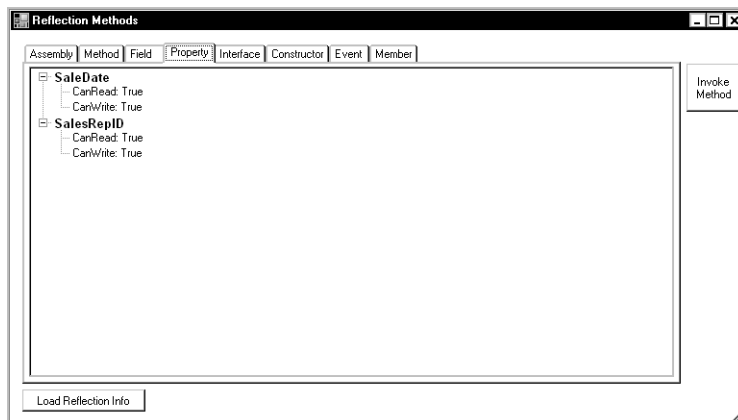 Reflection Methods
Assembly Method Field Property Interface Constructor Event Member
SaleDate
CanRead: True
CanWrite: True
SalesRepID
CanRead: True
CanWrite: True
Invoke
Method
Load Reflection Info